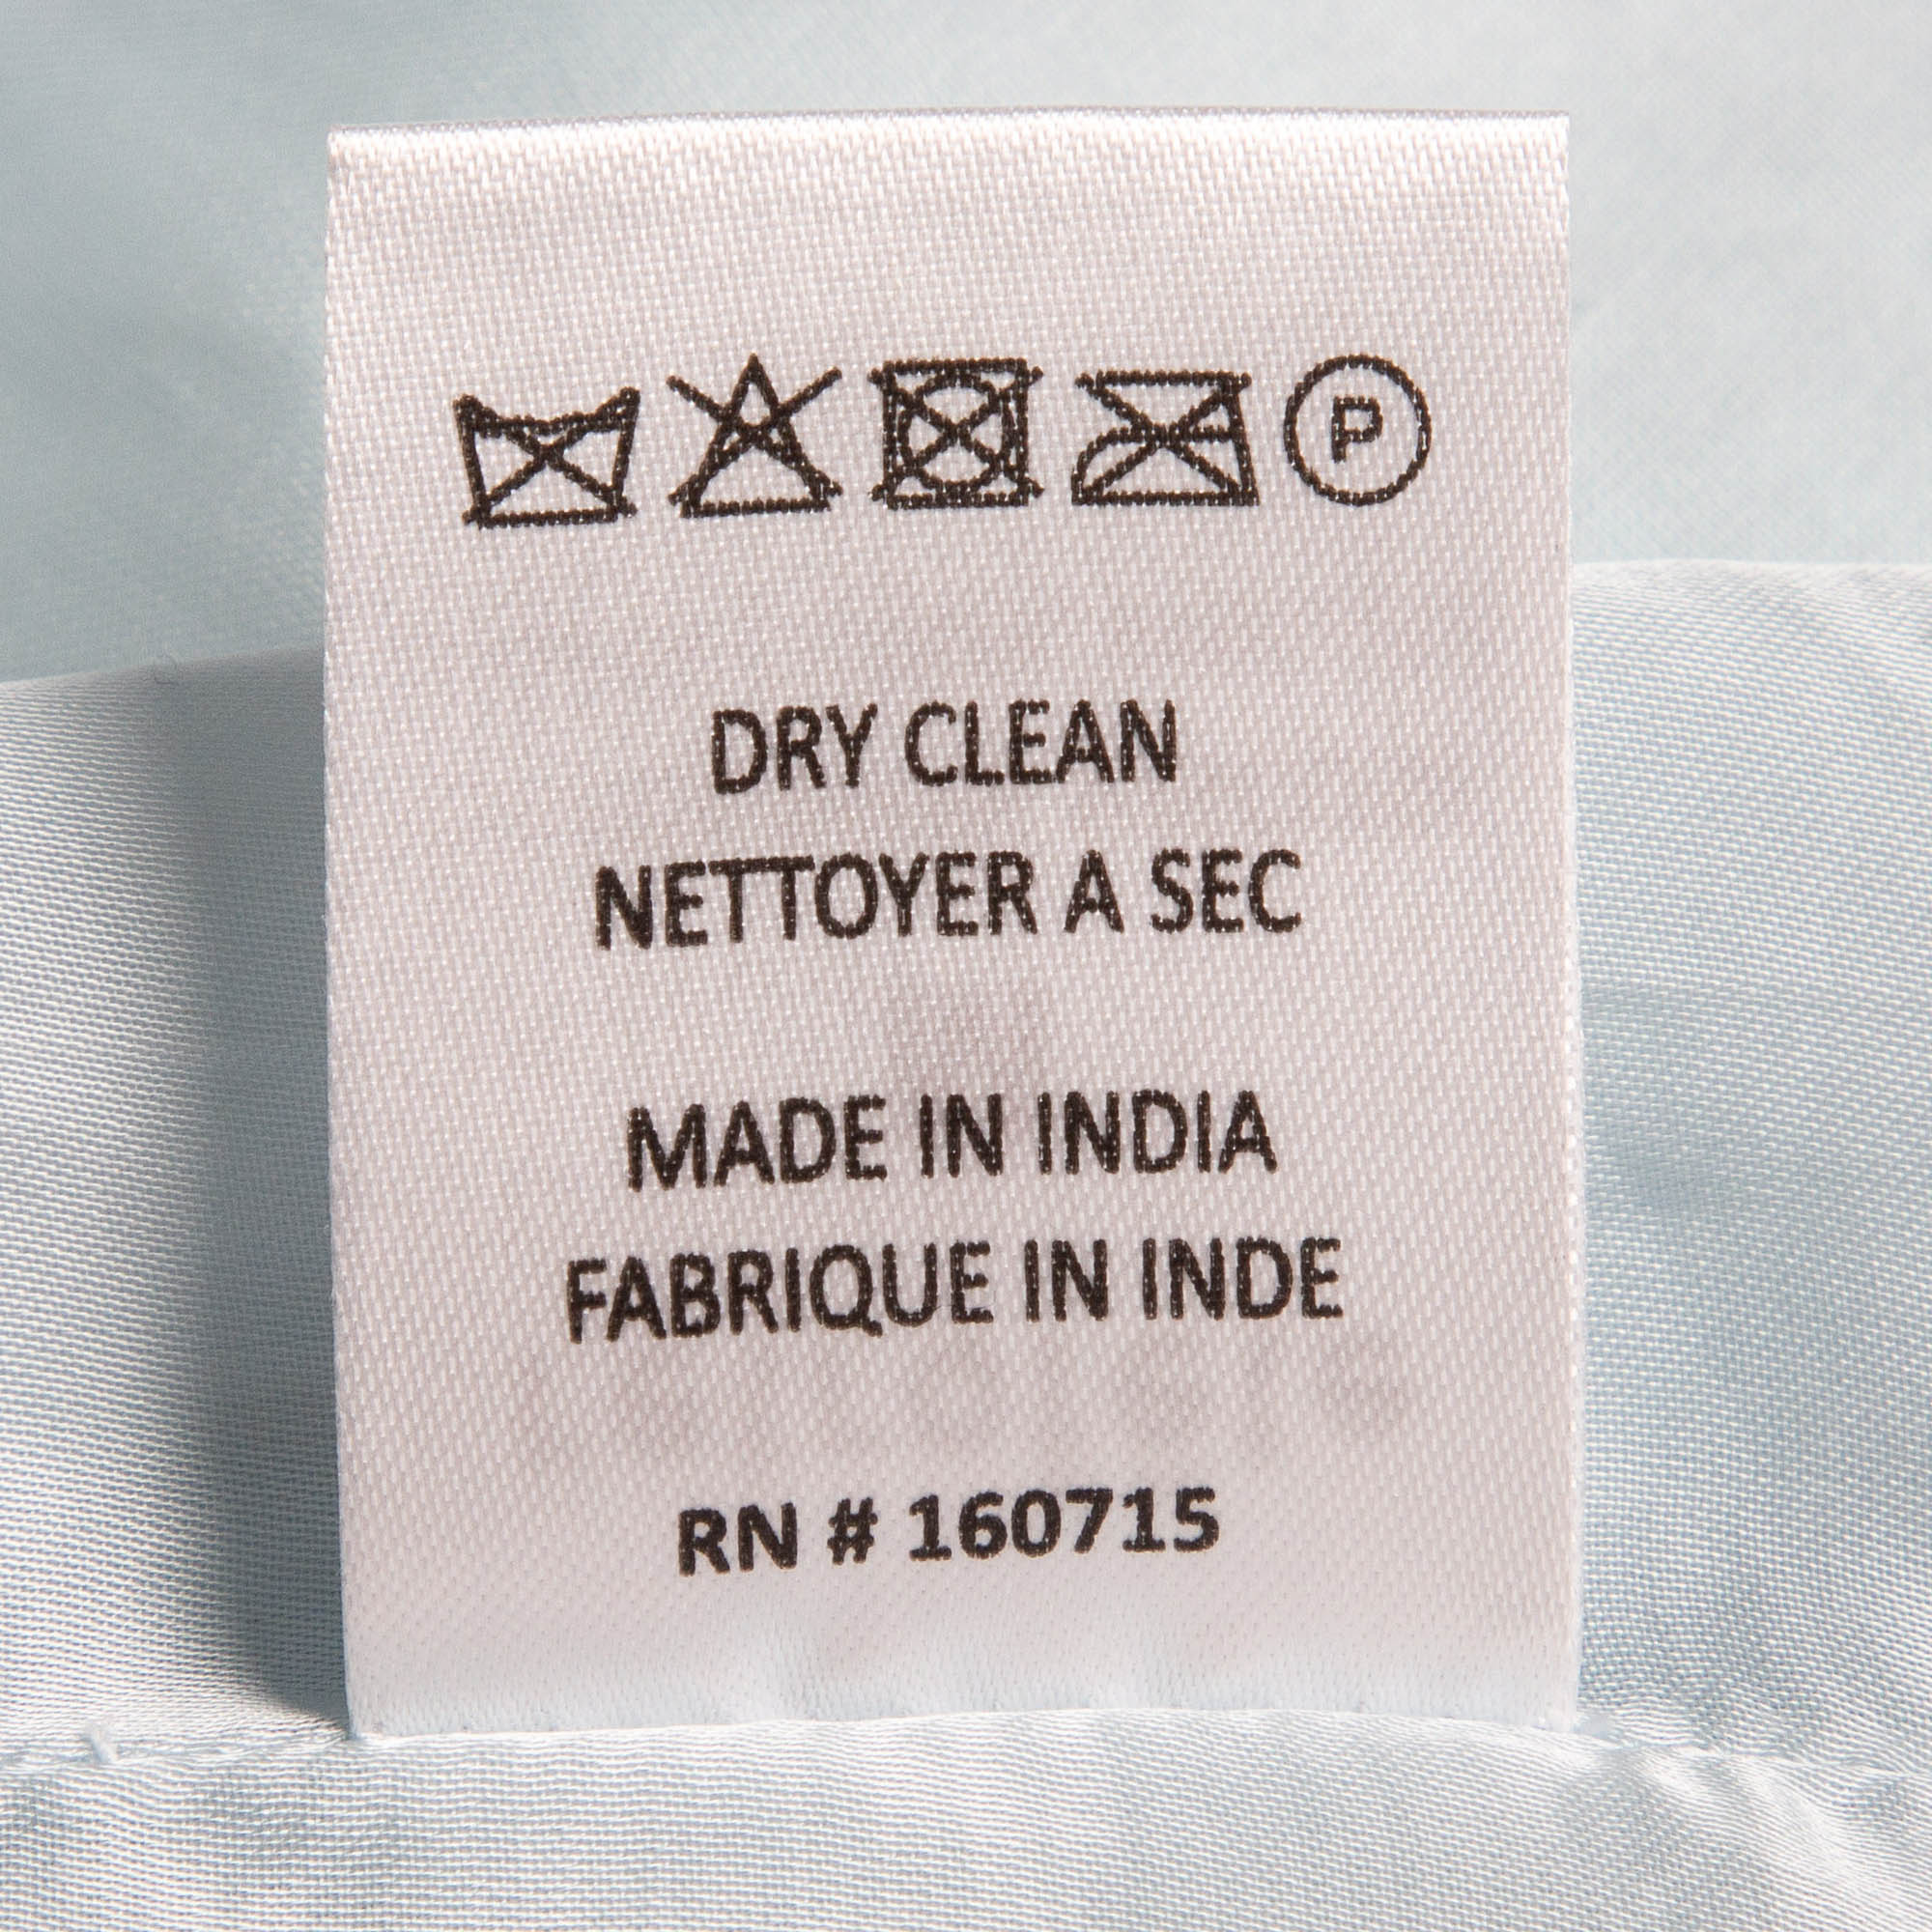 P
DRY CLEAN
NETTOYER A SEC
MADE IN INDIA
FABRIQUE IN INDE
RN # 160715